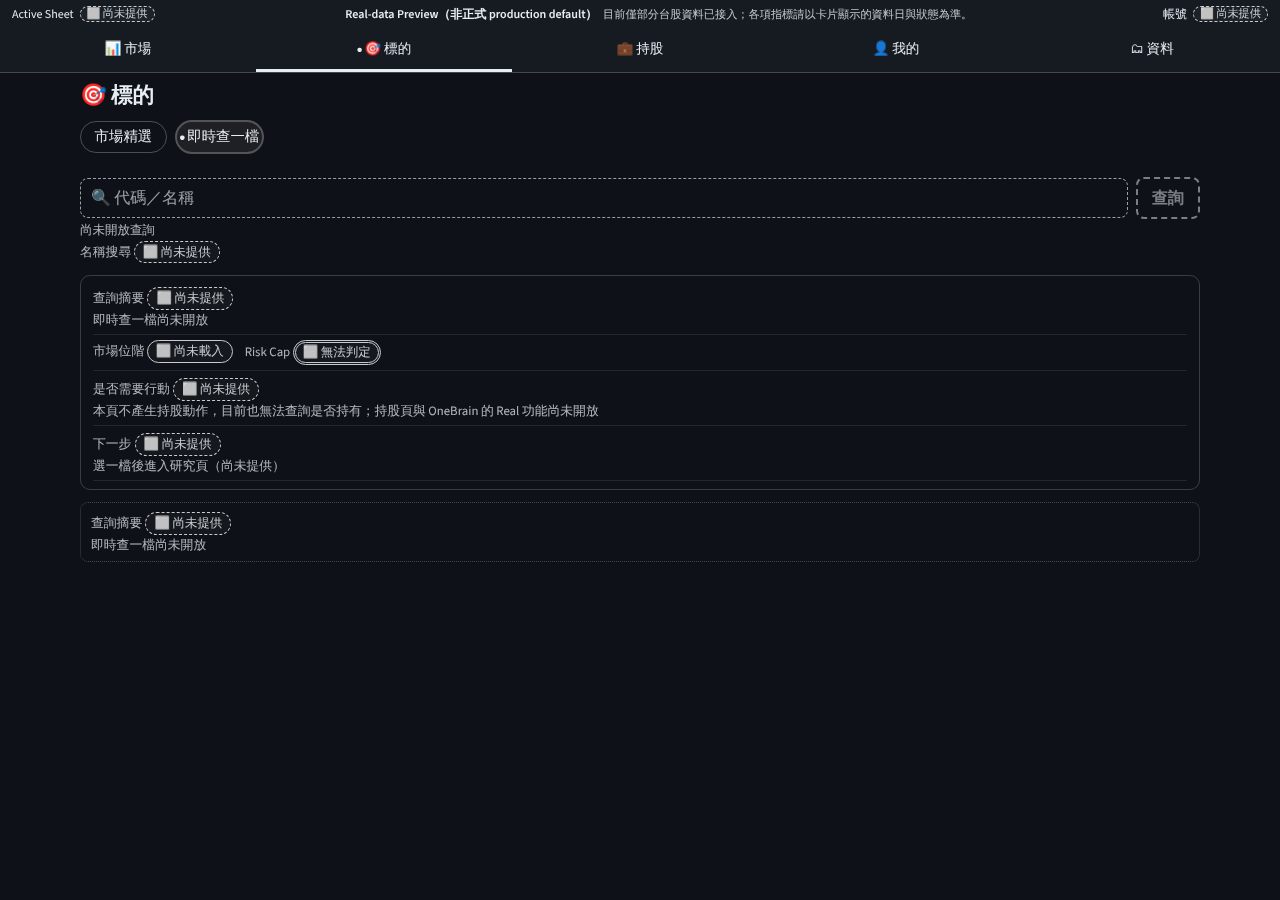 Active Sheet ⬜ 尚未提供 Real-data Preview（非正式 production default） 目前僅部分台股資料已接入；各項指標請以卡片顯示的資料日與狀態為準。 帳號 ⬜ 尚未提供
📊 市場 • 🎯 標的 💼 持股 👤 我的 🗂 資料
🎯 標的
市場精選 • 即時查一檔
🔍 代碼／名稱 查詢
尚未開放查詢
名稱搜尋 ⬜ 尚未提供
查詢摘要 ⬜ 尚未提供
即時查一檔尚未開放
市場位階 ⬜ 尚未載入 Risk Cap ⬜ 無法判定
是否需要行動 ⬜ 尚未提供
本頁不產生持股動作，目前也無法查詢是否持有；持股頁與 OneBrain 的 Real 功能尚未開放
下一步 ⬜ 尚未提供
選一檔後進入研究頁（尚未提供）
查詢摘要 ⬜ 尚未提供
即時查一檔尚未開放